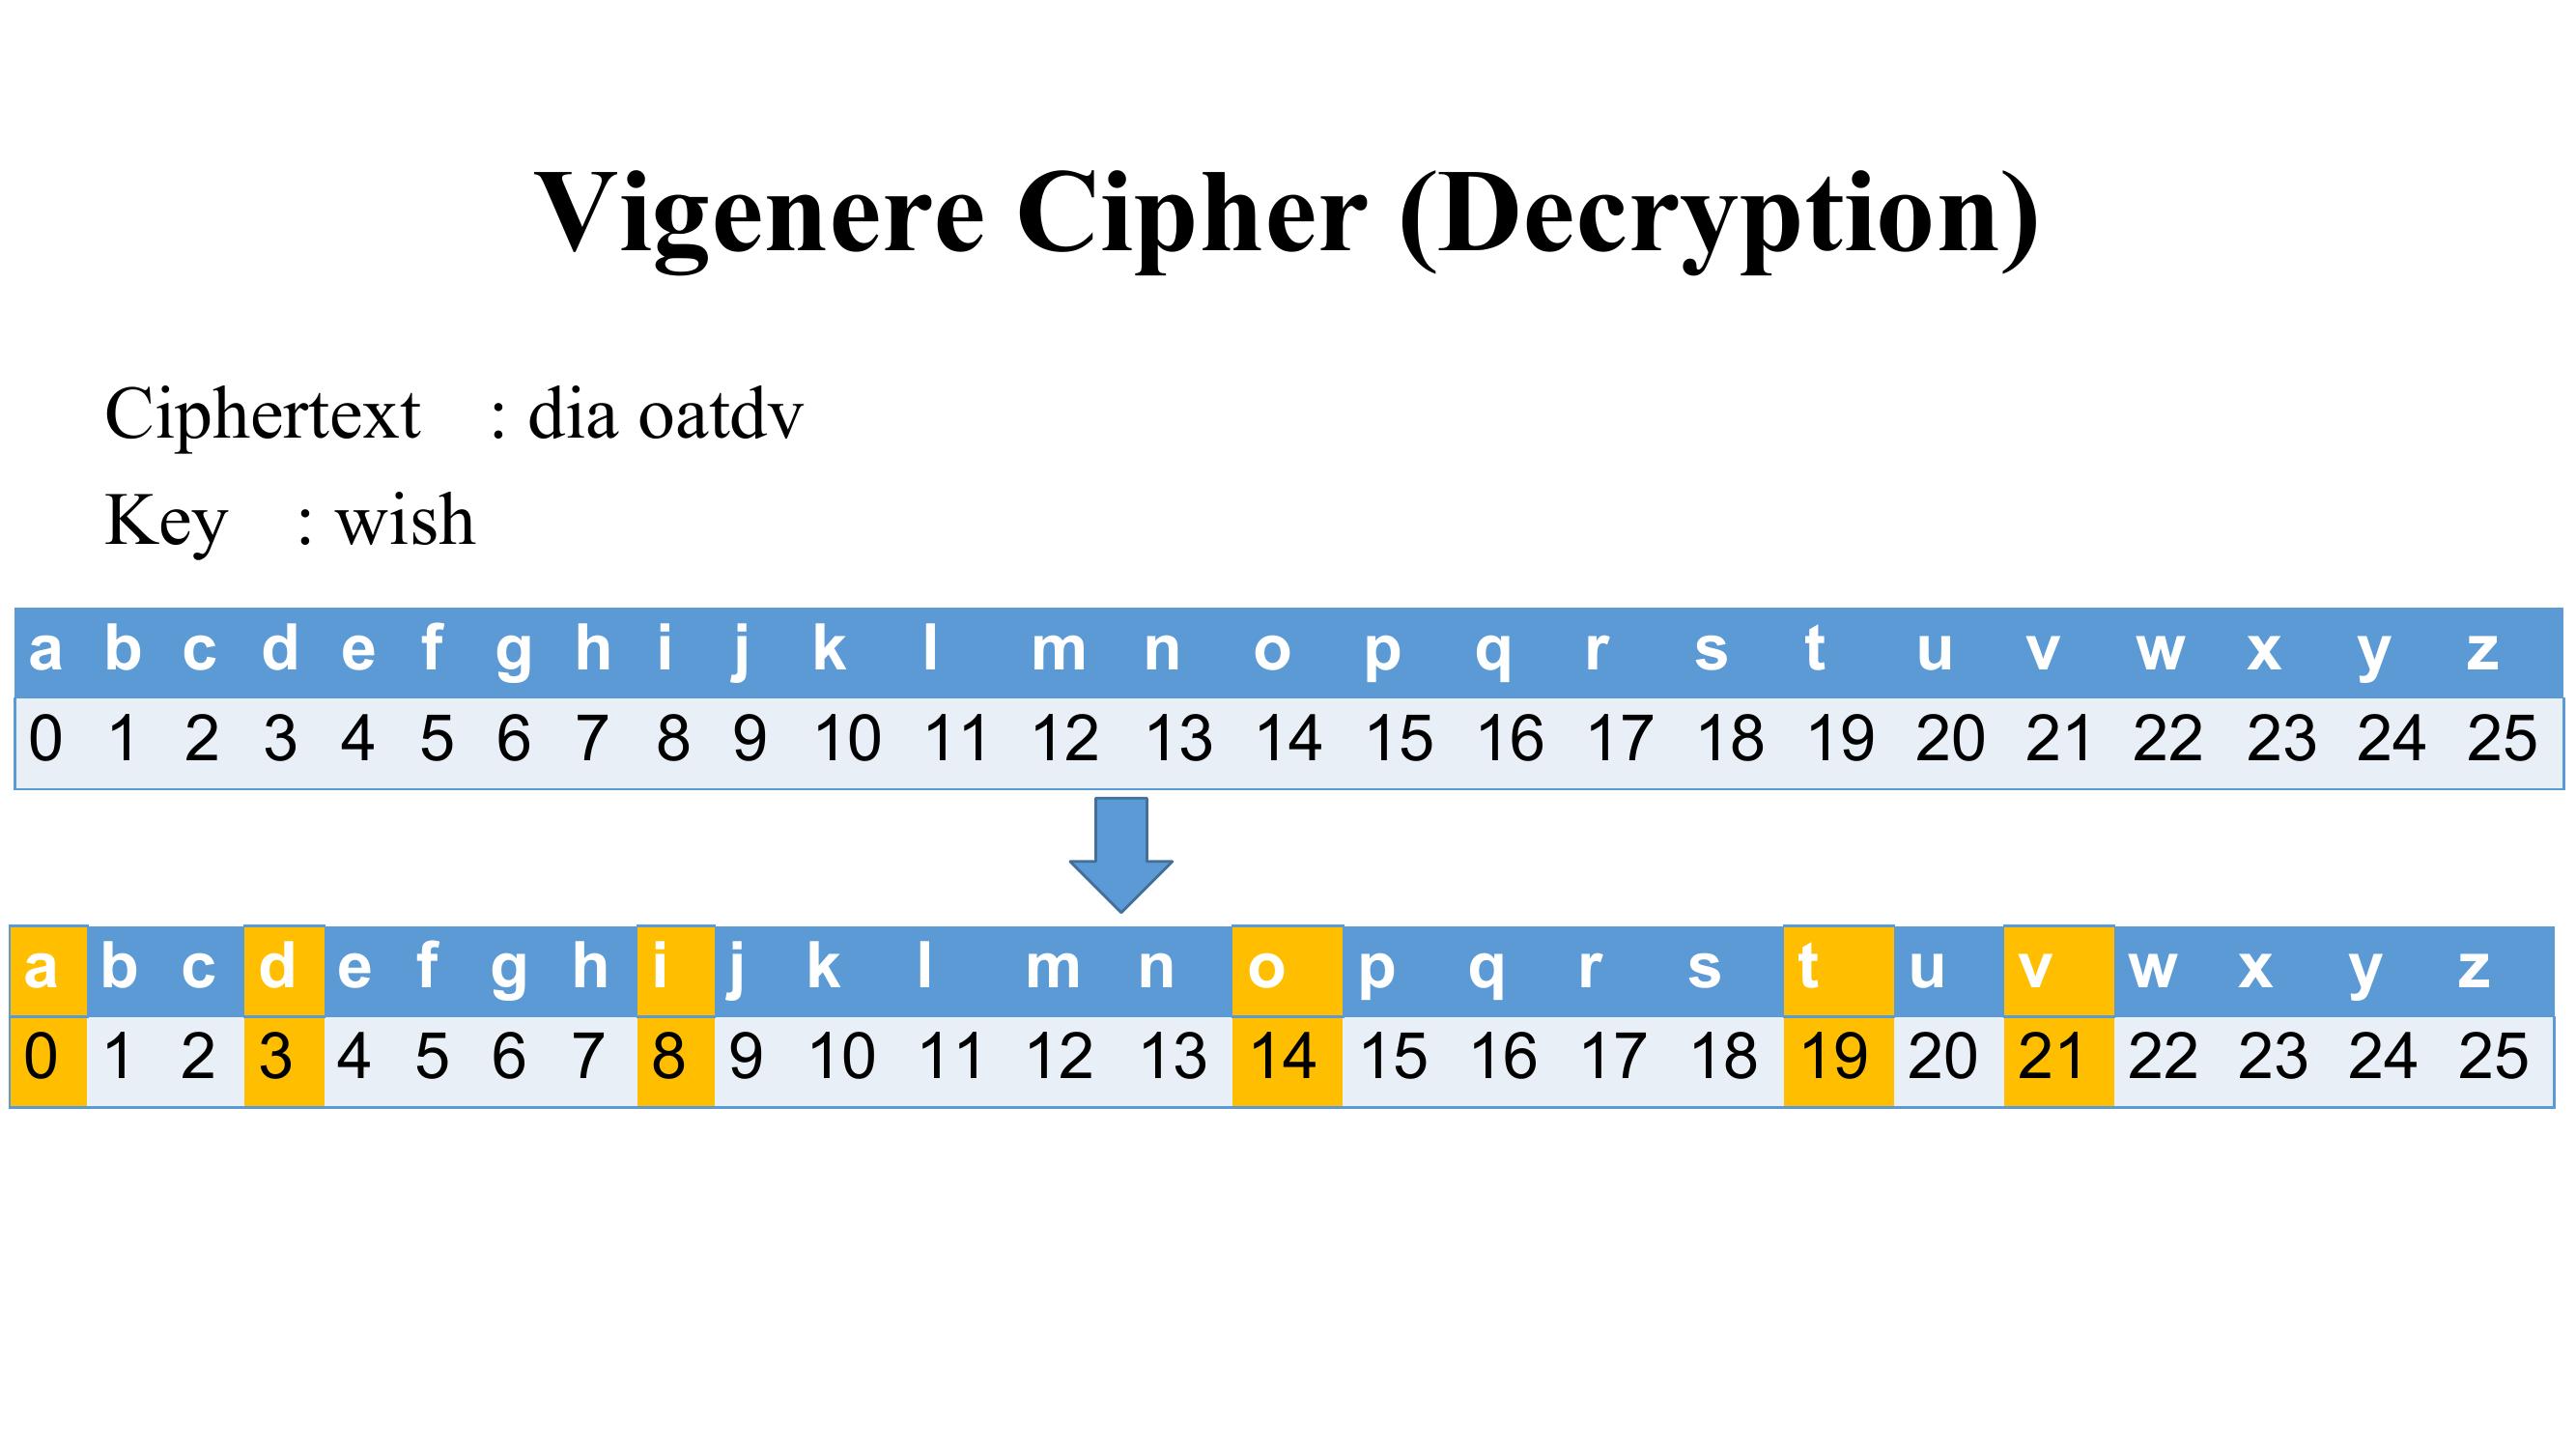 Vigenere Cipher (Decryption)
Ciphertext : dia oatdv
Key : wish
a b c d e f g h i j k l m n o p q r s t u v w x y z
0 1 2 3 4 5 6 7 8 9 10 11 12 13 14 15 16 17 18 19 20 21 22 23 24 25
a b c d e f g h i j k l m n o p q r s t u v w x y z
0 1 2 3 4 5 6 7 8 9 10 11 12 13 14 15 16 17 18 19 20 21 22 23 24 25